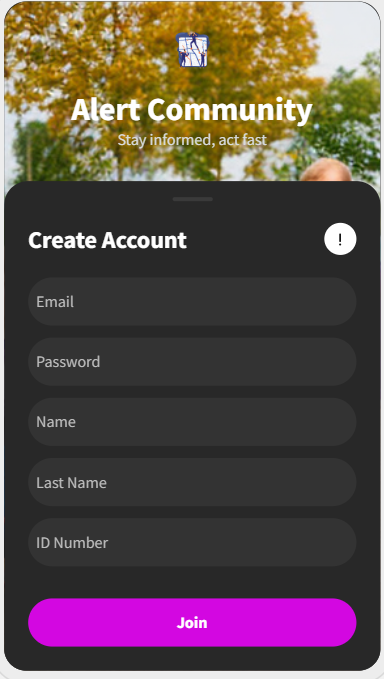 Alert Community
Stay informed, act fast
Create Account
!
Email
Password
Name
Last Name
ID Number
Join